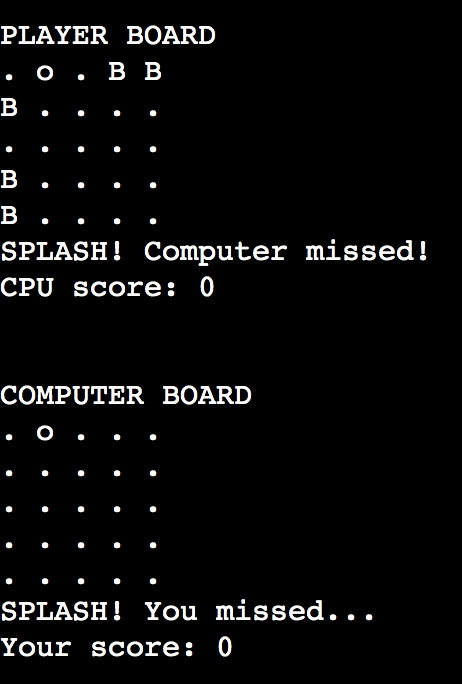 PLAYER BOARD
. o . B B
B . . . .
. . . . .
B . . . .
B . . . .
SPLASH! Computer missed!
CPU score: 0
COMPUTER BOARD
. o . . .
. . . . .
. . . . .
. . . . .
. . . . .
SPLASH! You missed...
Your score: 0